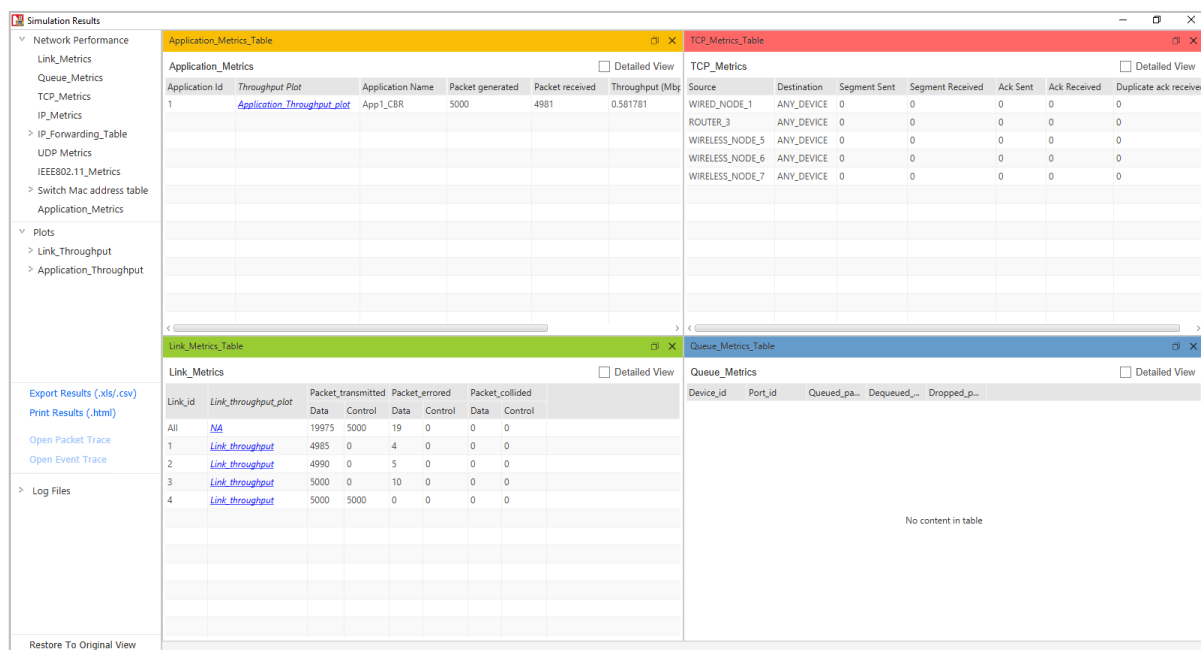 Simulation Results
Network Performance
Link_Metrics
Queue_Metrics
TCP_Metrics
IP_Metrics
IP_Forwarding_Table
UDP Metrics
IEEE802.11_Metrics
Switch Mac address table
Application_Metrics
Plots
Link_Throughput
Application_Throughput
Export Results (.xls/.csv)
Print Results (.html)
Open Packet Trace
Open Event Trace
Log Files
Restore To Original View
Application_Metrics_Table
Application_Metrics Detailed View
Application Id Throughput Plot Application Name Packet generated Packet received Throughput (Mbp
1 Application_Throughput_plot App1_CBR 5000 4981 0.581781
TCP_Metrics_Table
TCP_Metrics Detailed View
Source Destination Segment Sent Segment Received Ack Sent Ack Received Duplicate ack receive
WIRED_NODE_1 ANY_DEVICE 0 0 0 0 0
ROUTER_3 ANY_DEVICE 0 0 0 0 0
WIRELESS_NODE_5 ANY_DEVICE 0 0 0 0 0
WIRELESS_NODE_6 ANY_DEVICE 0 0 0 0 0
WIRELESS_NODE_7 ANY_DEVICE 0 0 0 0 0
Link_Metrics_Table
Link_Metrics Detailed View
Link_id Link_throughput_plot Packet_transmitted Packet_errored Packet_collided
Data Control Data Control Data Control
All NA 19975 5000 19 0 0 0
1 Link_throughput 4985 0 4 0 0 0
2 Link_throughput 4990 0 5 0 0 0
3 Link_throughput 5000 0 10 0 0 0
4 Link_throughput 5000 5000 0 0 0 0
Queue_Metrics_Table
Queue_Metrics Detailed View
Device_id Port_id Queued_pa... Dequeued_... Dropped_p...
No content in table